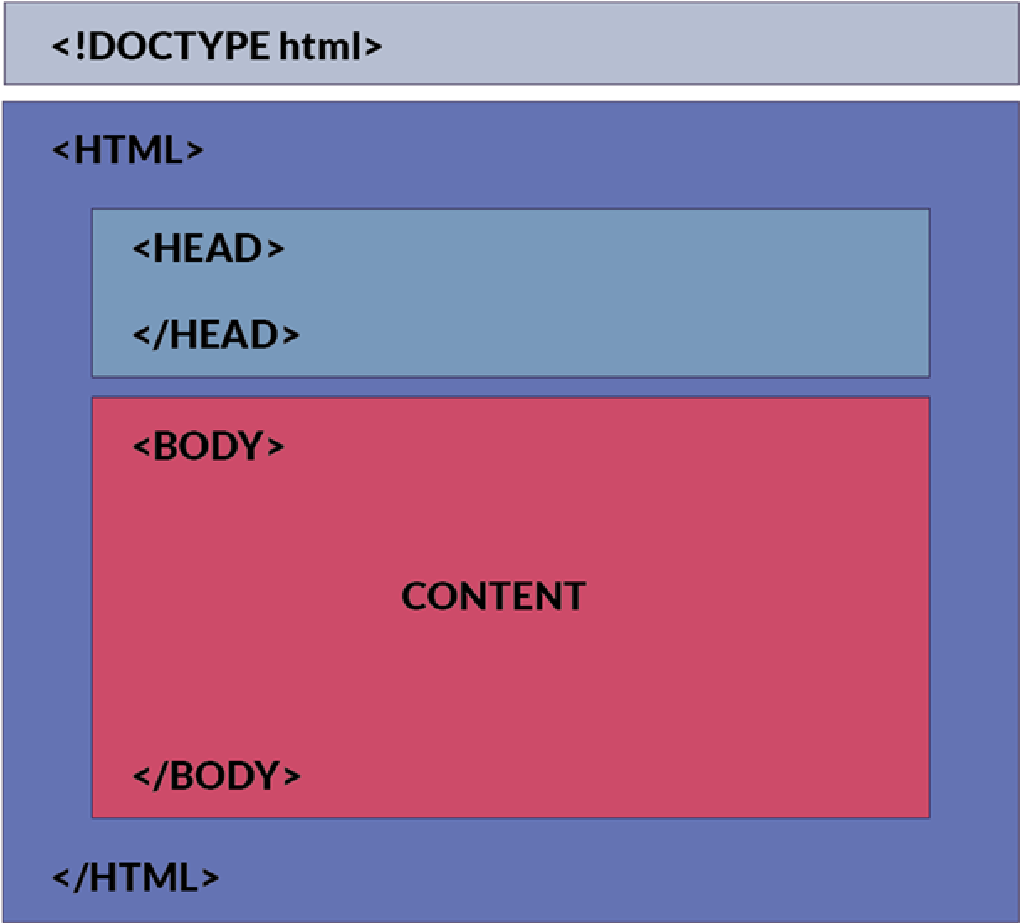 <!DOCTYPE html>
<HTML>
<HEAD>
</HEAD>
<BODY>
CONTENT
</BODY>
</HTML>